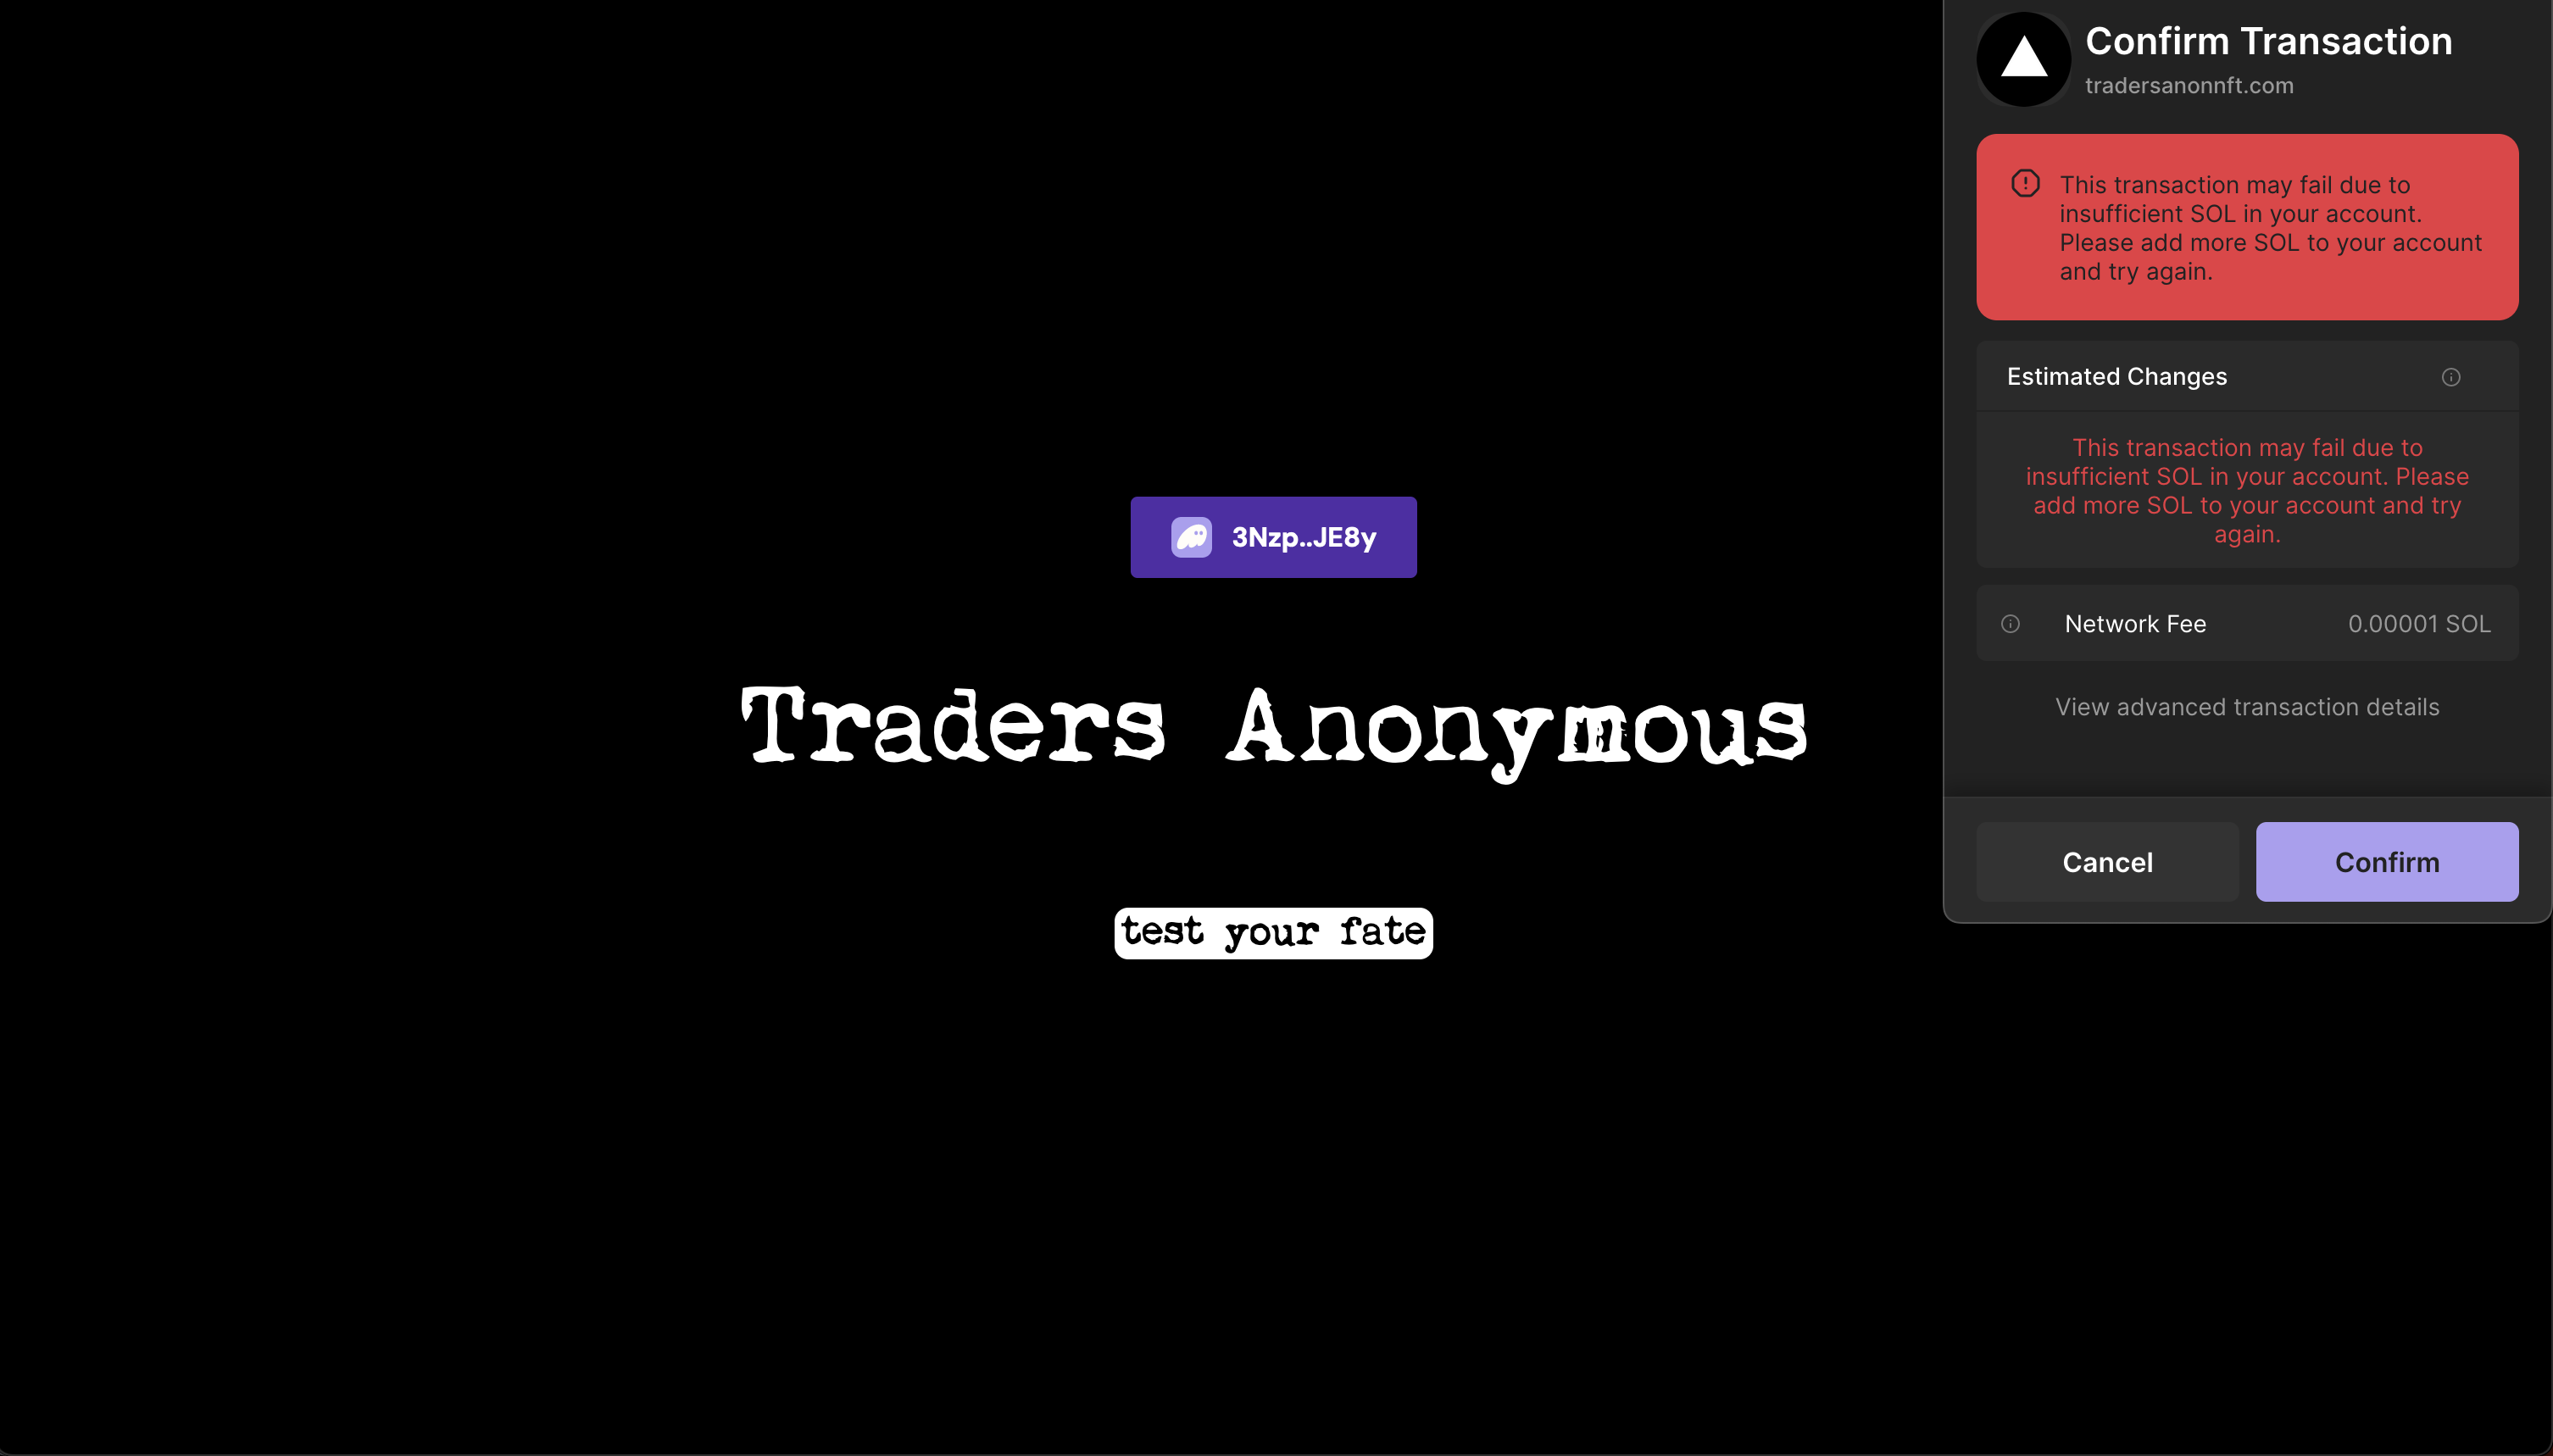 3Nzp..JE8y
Traders Anonymous
test your fate
Confirm Transaction
tradersanonnft.com
This transaction may fail due to
insufficient SOL in your account.
Please add more SOL to your account
and try again.
Estimated Changes
This transaction may fail due to
insufficient SOL in your account. Please
add more SOL to your account and try
again.
Network Fee 0.00001 SOL
View advanced transaction details
Cancel Confirm